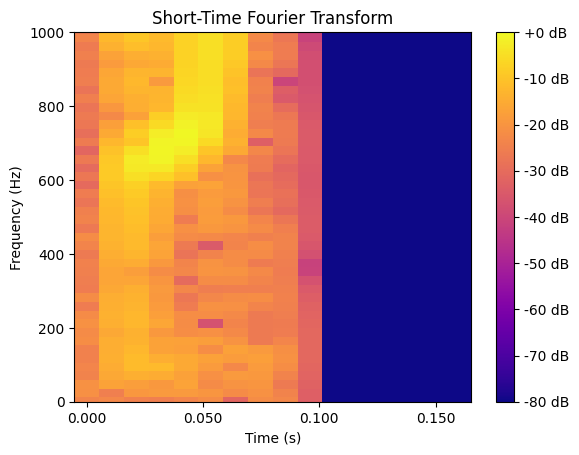 Short-Time Fourier Transform
1000
800
600
400
200
0
Frequency (Hz)
0.000
0.050
0.100
0.150
Time (s)
+0 dB
-10 dB
-20 dB
-30 dB
-40 dB
-50 dB
-60 dB
-70 dB
-80 dB